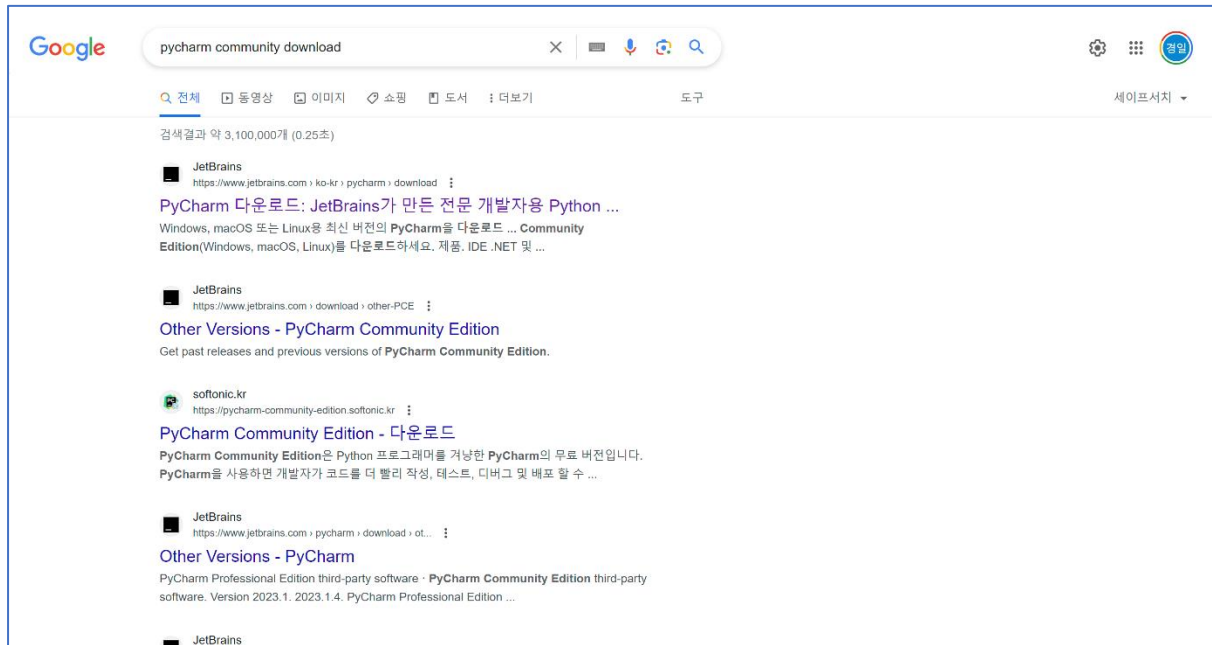 Google
pycharm community download
경일
전체 동영상 이미지 쇼핑 도서 더보기 도구 세이프서치
검색결과 약 3,100,000개 (0.25초)
JetBrains
https://www.jetbrains.com › ko-kr › pycharm › download
PyCharm 다운로드: JetBrains가 만든 전문 개발자용 Python ...
Windows, macOS 또는 Linux용 최신 버전의 PyCharm을 다운로드 ... Community
Edition(Windows, macOS, Linux)를 다운로드하세요. 제품. IDE .NET 및 ...
JetBrains
https://www.jetbrains.com › download › other-PCE
Other Versions - PyCharm Community Edition
Get past releases and previous versions of PyCharm Community Edition.
softonic.kr
https://pycharm-community-edition.softonic.kr
PyCharm Community Edition - 다운로드
PyCharm Community Edition은 Python 프로그래머를 겨냥한 PyCharm의 무료 버전입니다.
PyCharm을 사용하면 개발자가 코드를 더 빨리 작성, 테스트, 디버그 및 배포 할 수 ...
JetBrains
https://www.jetbrains.com › pycharm › download › ot...
Other Versions - PyCharm
PyCharm Professional Edition third-party software · PyCharm Community Edition third-party
software. Version 2023.1. 2023.1.4. PyCharm Professional Edition ...
JetBrains